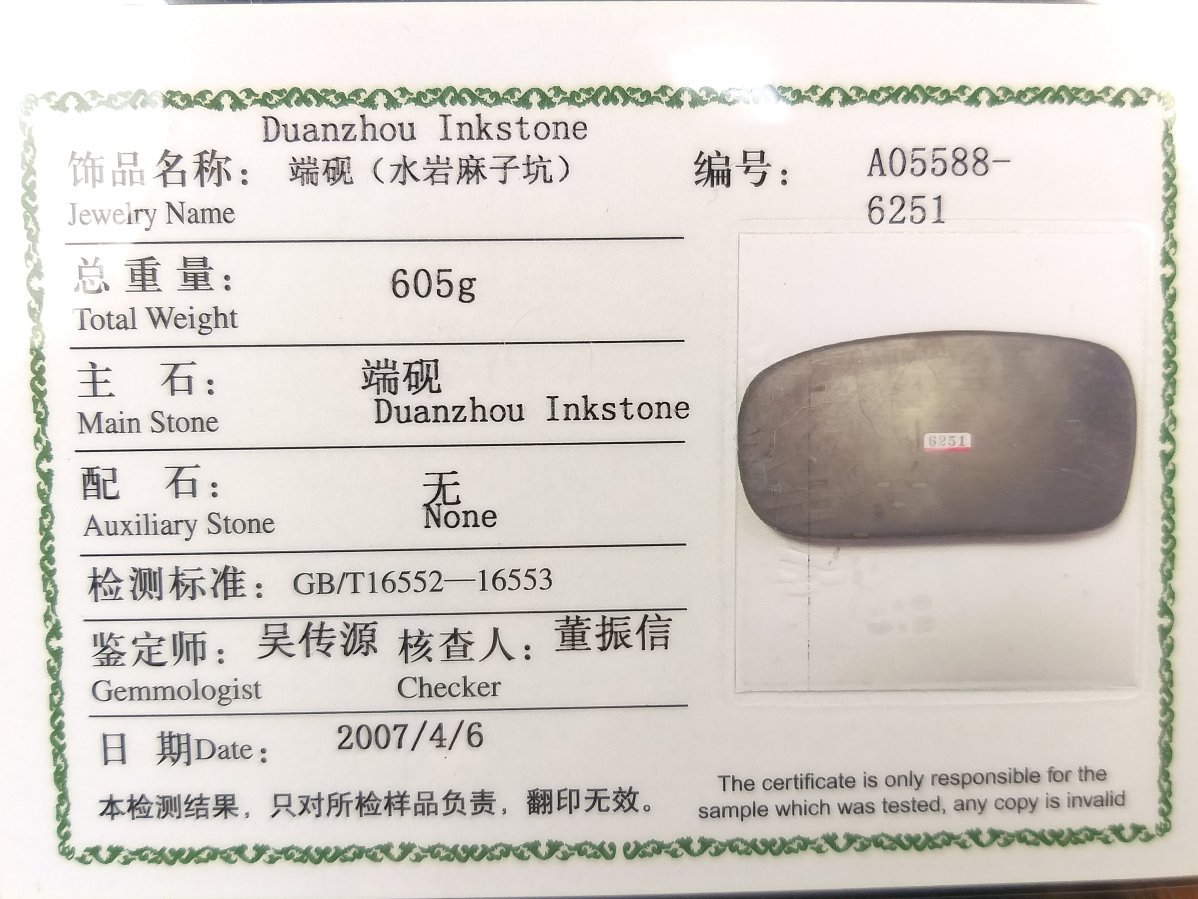 Duanzhou Inkstone
饰品名称： 端砚（水岩麻子坑）
Jewelry Name
编号： A05588-
6251
总重量： 605g
Total Weight
主 石： 端砚
Main Stone Duanzhou Inkstone
配 石： 无
Auxiliary Stone None
检测标准：GB/T16552—16553
鉴定师：吴传源 核查人：董振信
Gemmologist Checker
日 期Date： 2007/4/6
本检测结果，只对所检样品负责，翻印无效。
6251
The certificate is only responsible for the
sample which was tested, any copy is invalid